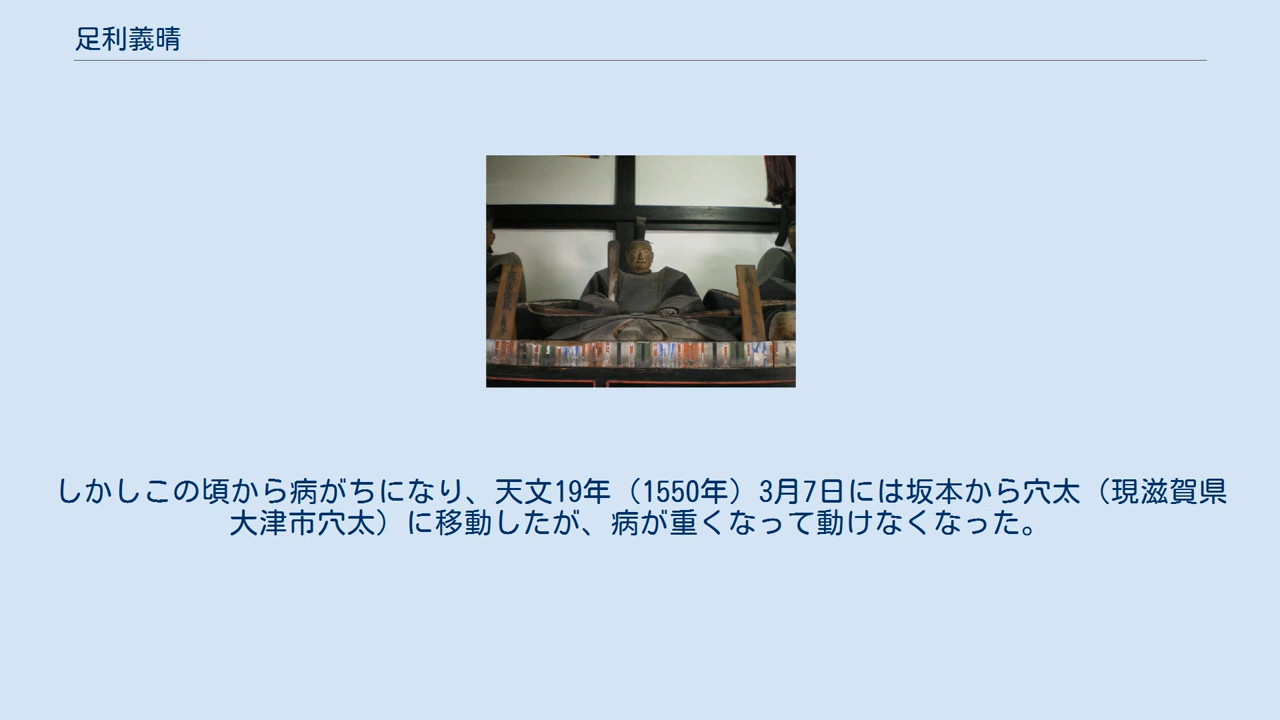 足利義晴
しかしこの頃から病がちになり、天文19年（1550年）3月7日には坂本から穴太（現滋賀県
大津市穴太）に移動したが、病が重くなって動けなくなった。